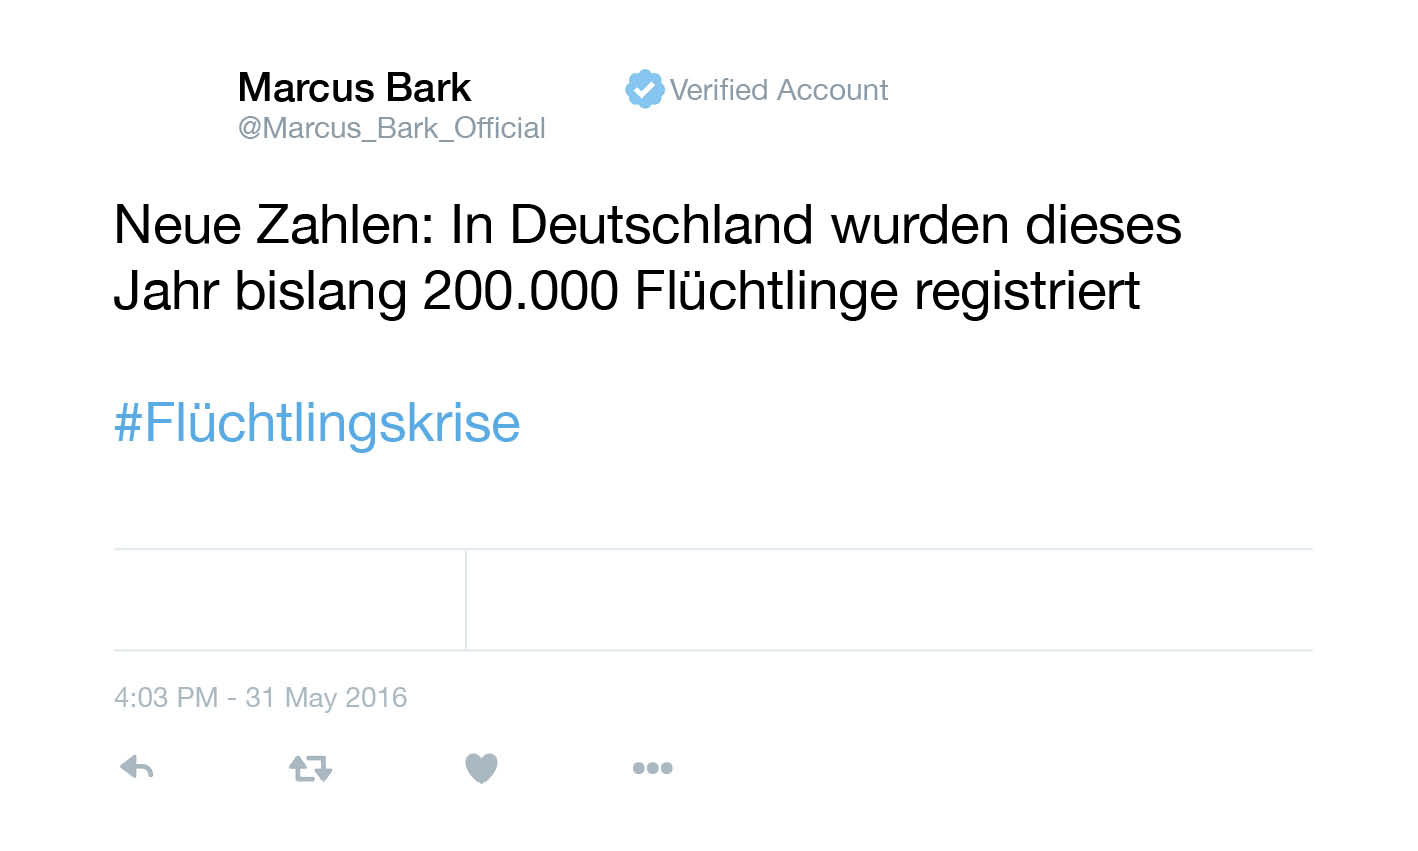 Marcus Bark
Verified Account
@Marcus_Bark_Official
Neue Zahlen: In Deutschland wurden dieses
Jahr bislang 200.000 Flüchtlinge registriert
#Flüchtlingskrise
4:03 PM - 31 May 2016